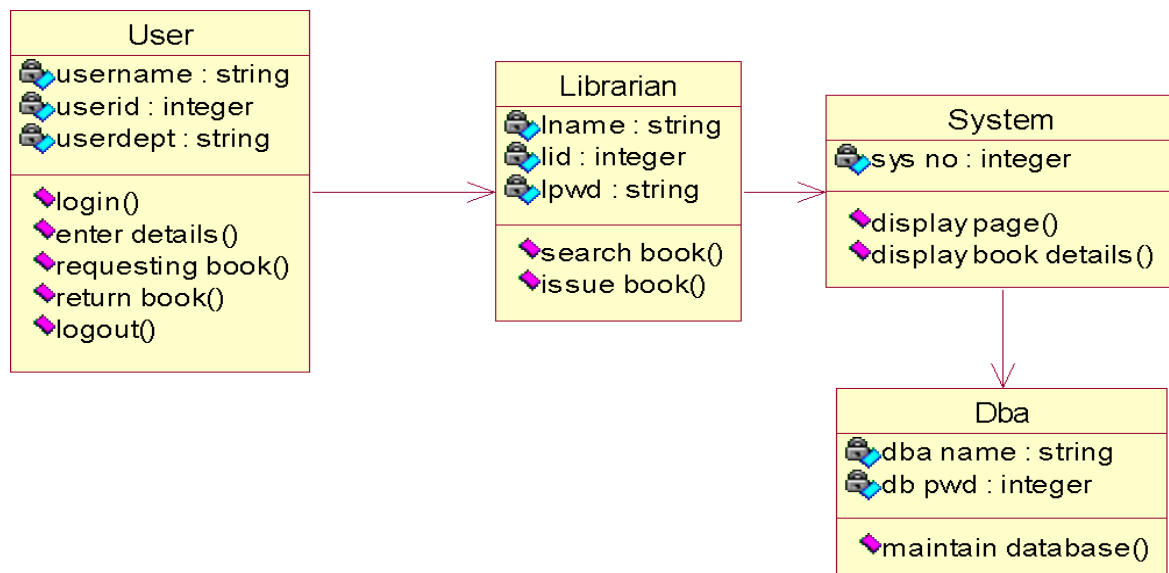 User
username : string
userid : integer
userdept : string
login()
enter details()
requesting book()
return book()
logout()
Librarian
lname : string
lid : integer
lpwd : string
search book()
issue book()
System
sys no : integer
display page()
display book details()
Dba
dba name : string
db pwd : integer
maintain database()